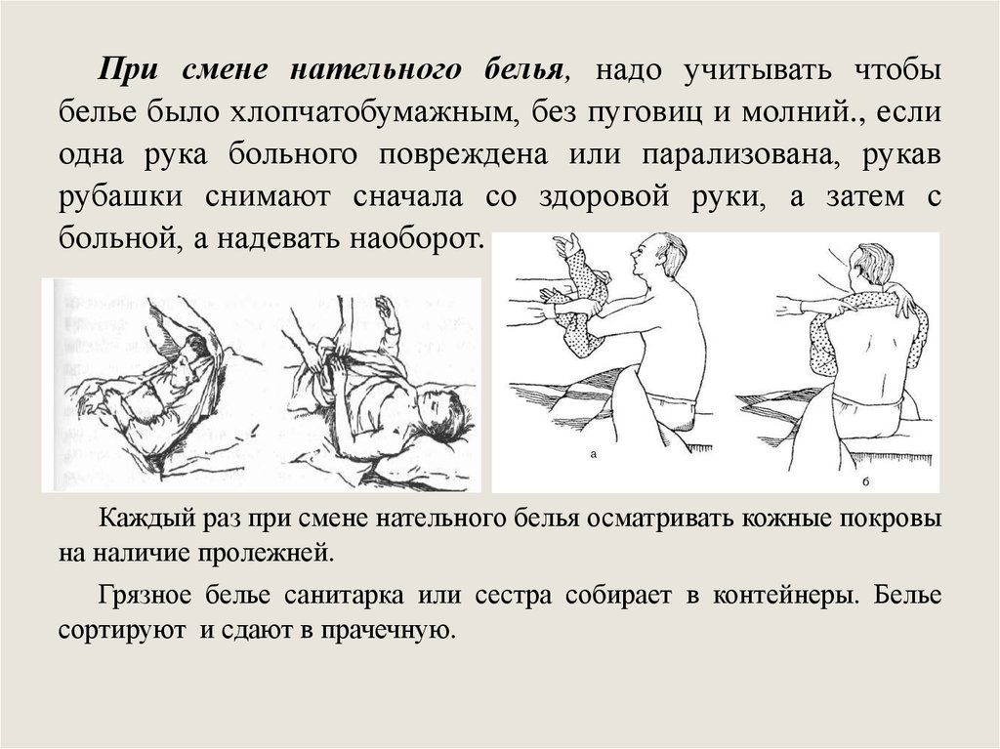 При смене нательного белья, надо учитывать чтобы
белье было хлопчатобумажным, без пуговиц и молний., если
одна рука больного повреждена или парализована, рукав
рубашки снимают сначала со здоровой руки, а затем с
больной, а надевать наоборот.
а
б
Каждый раз при смене нательного белья осматривать кожные покровы
на наличие пролежней.
Грязное белье санитарка или сестра собирает в контейнеры. Белье
сортируют и сдают в прачечную.